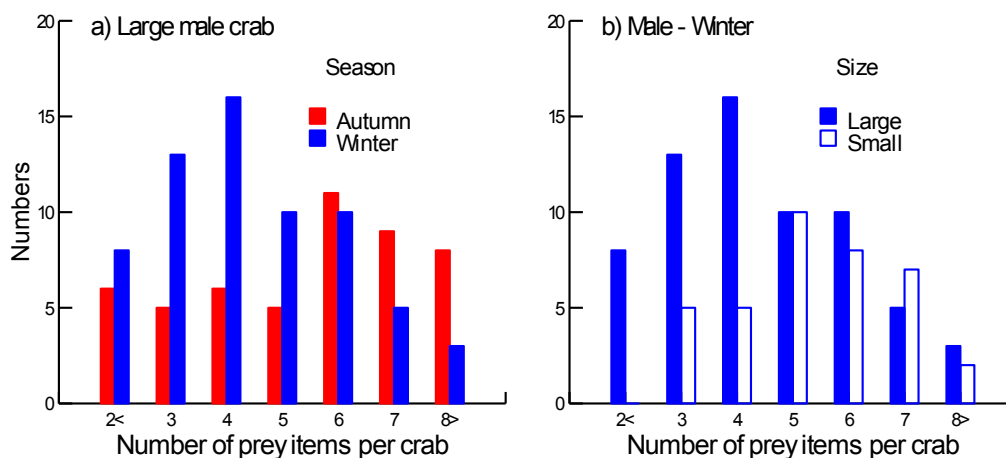 a) Large male crab
Season
Autumn
Winter
Numbers
20
15
10
5
0
2<
3
4
5
6
7
8>
Number of prey items per crab
b) Male - Winter
Size
Large
Small
20
15
10
5
0
2<
3
4
5
6
7
8>
Number of prey items per crab